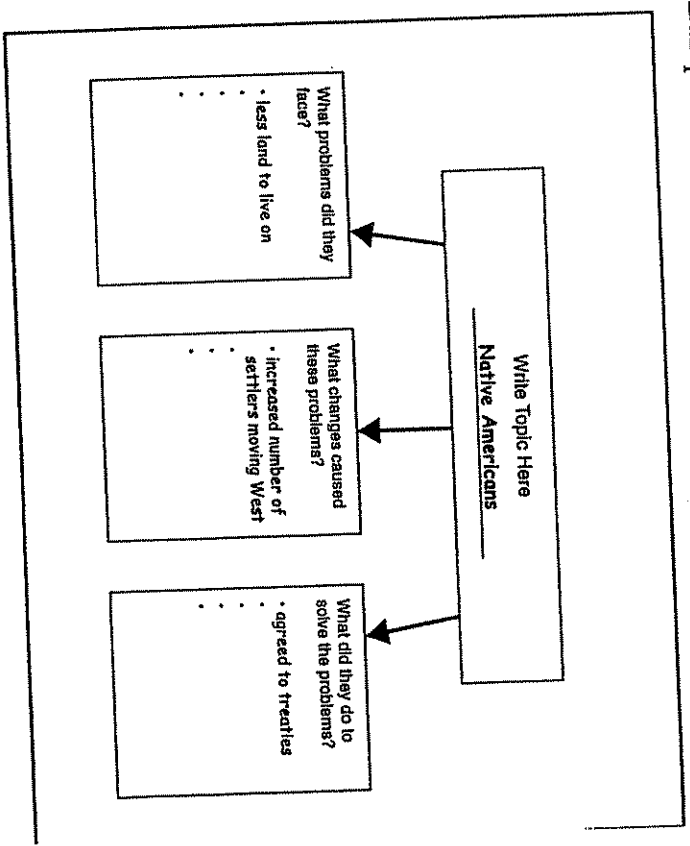 Write Topic Here
Native Americans
What problems did they
face?
• less land to live on
•
•
•
•
What changes caused
these problems?
• increased number of
settlers moving West
•
•
•
What did they do to
solve the problems?
• agreed to treaties
•
•
•
•